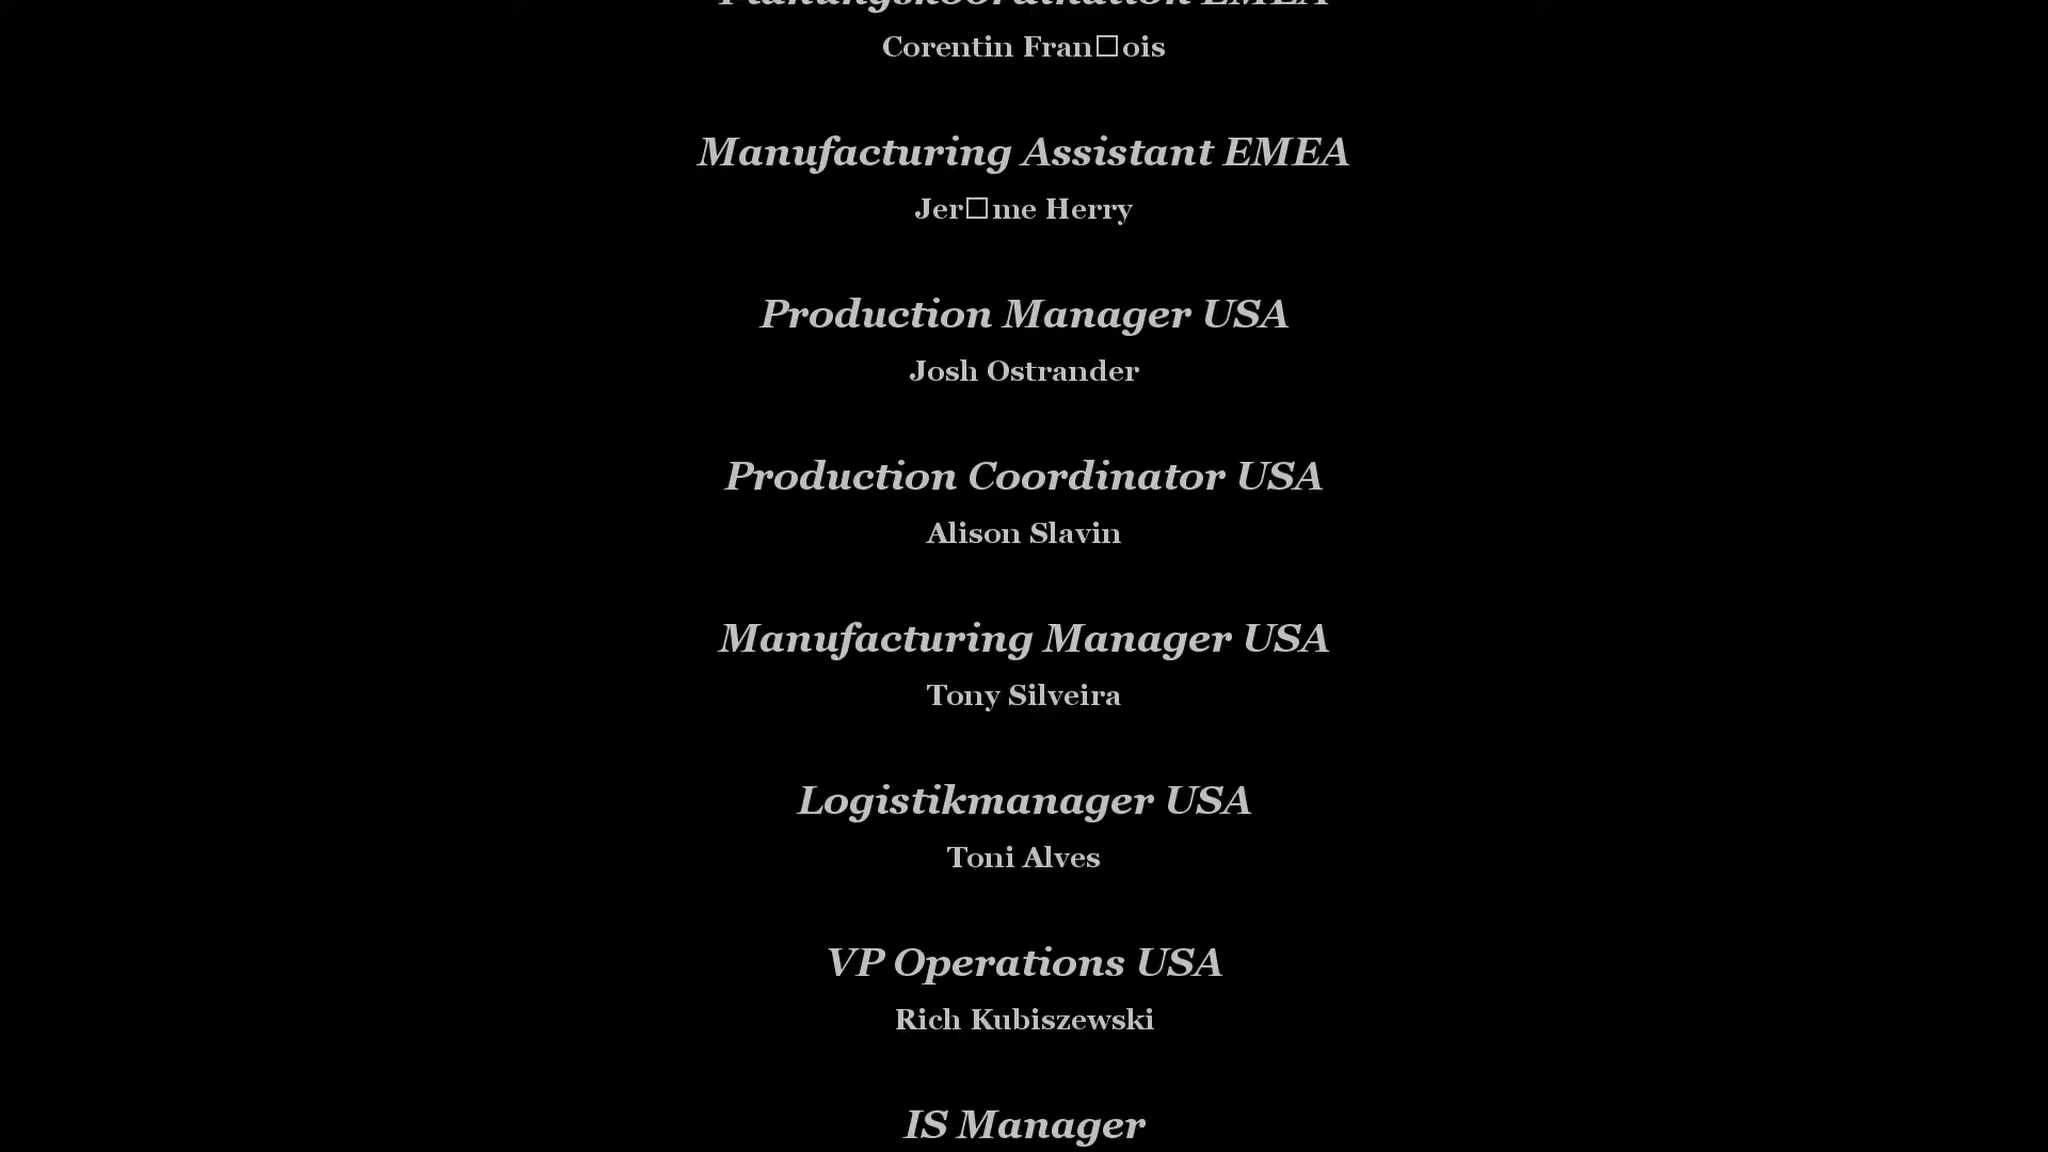 Planungskoordination EMEA
Corentin Fran□ois
Manufacturing Assistant EMEA
Jer□me Herry
Production Manager USA
Josh Ostrander
Production Coordinator USA
Alison Slavin
Manufacturing Manager USA
Tony Silveira
Logistikmanager USA
Toni Alves
VP Operations USA
Rich Kubiszewski
IS Manager